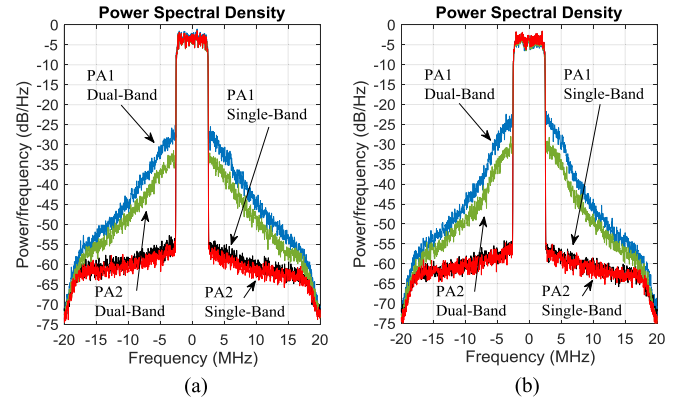 Power Spectral Density
Power/frequency (dB/Hz)
0
-5
-10
-15
-20
-25
-30
-35
-40
-45
-50
-55
-60
-65
-70
-75
PA1
Dual-Band
PA1
Single-Band
PA2
Dual-Band
PA2
Single-Band
-20 -15 -10 -5 0 5 10 15 20
Frequency (MHz)
(a)
Power Spectral Density
Power/frequency (dB/Hz)
0
-5
-10
-15
-20
-25
-30
-35
-40
-45
-50
-55
-60
-65
-70
-75
PA1
Dual-Band
PA1
Single-Band
PA2
Dual-Band
PA2
Single-Band
-20 -15 -10 -5 0 5 10 15 20
Frequency (MHz)
(b)